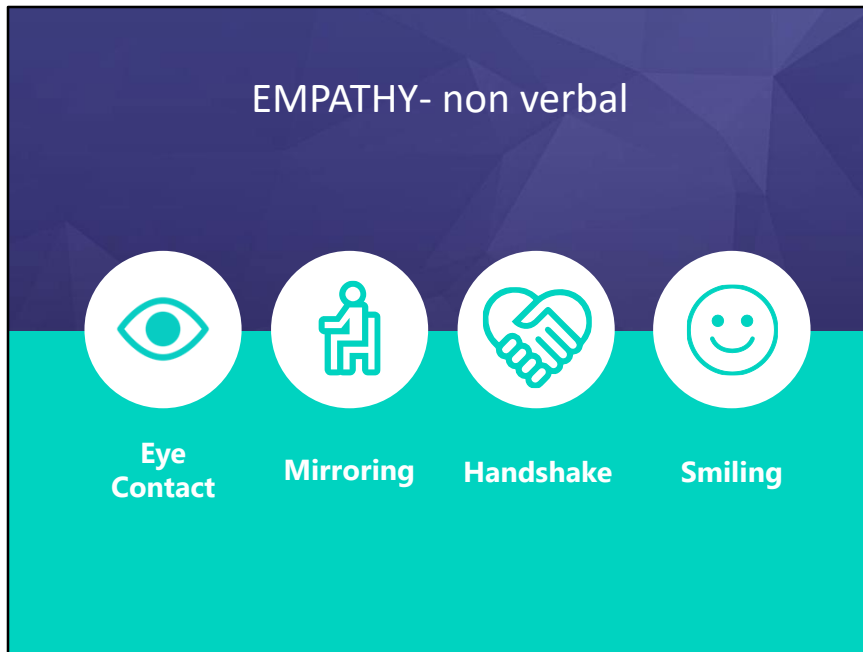 EMPATHY- non verbal
Eye
Contact
Mirroring
Handshake
Smiling